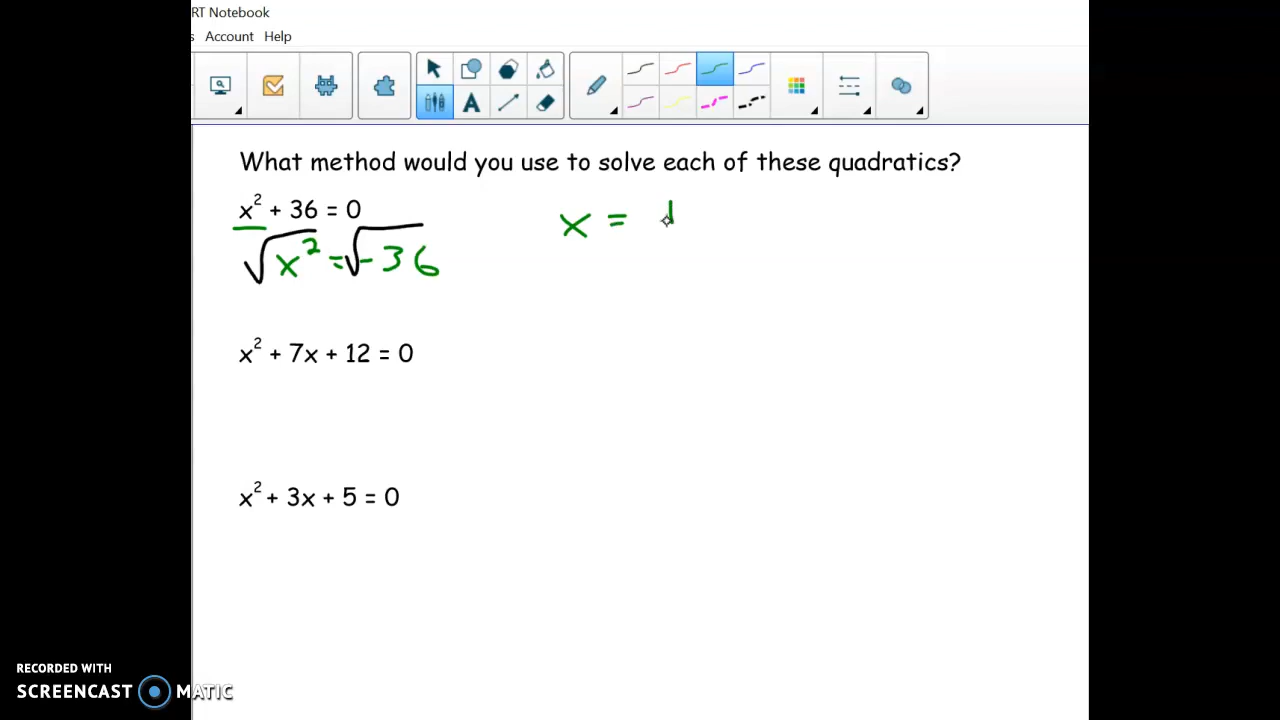 RT Notebook
s Account Help
What method would you use to solve each of these quadratics?
x² + 36 = 0
x =
√x² = √-36
x² + 7x + 12 = 0
x² + 3x + 5 = 0
RECORDED WITH
SCREENCAST MATIC